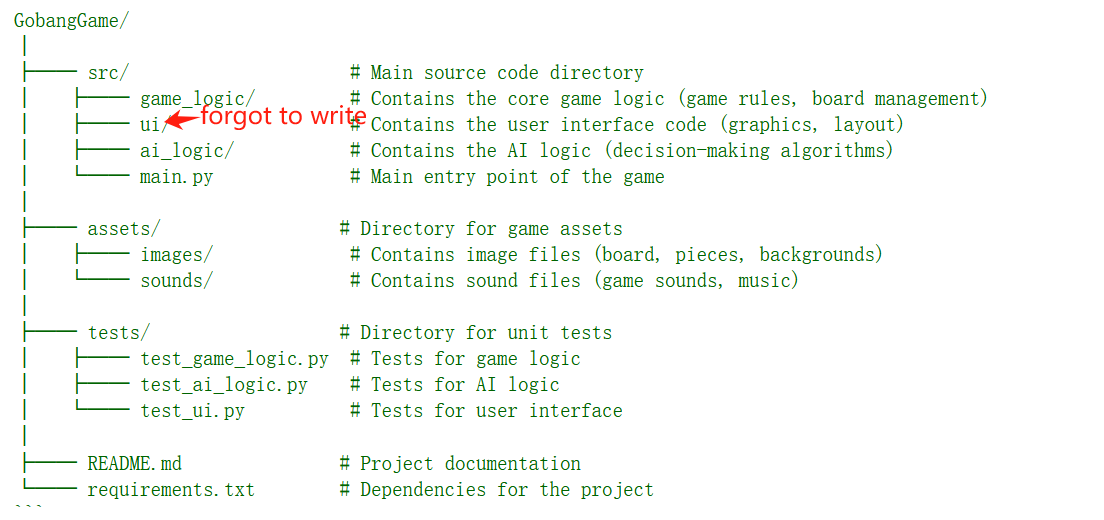 GobangGame/
│
├──── src/ # Main source code directory
│ ├──── game_logic/ # Contains the core game logic (game rules, board management)
│ ├──── ui/ forgot to write # Contains the user interface code (graphics, layout)
│ ├──── ai_logic/ # Contains the AI logic (decision-making algorithms)
│ └──── main.py # Main entry point of the game
│
├──── assets/ # Directory for game assets
│ ├──── images/ # Contains image files (board, pieces, backgrounds)
│ └──── sounds/ # Contains sound files (game sounds, music)
│
├──── tests/ # Directory for unit tests
│ ├──── test_game_logic.py # Tests for game logic
│ ├──── test_ai_logic.py # Tests for AI logic
│ └──── test_ui.py # Tests for user interface
│
├──── README.md # Project documentation
└──── requirements.txt # Dependencies for the project